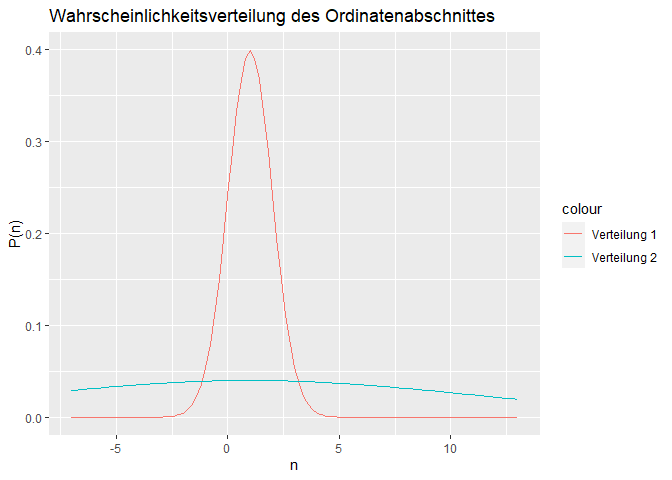 Wahrscheinlichkeitsverteilung des Ordinatenabschnittes
0.4
0.3
0.2
0.1
0.0
P(n)
-5
0
5
10
n
colour
Verteilung 1
Verteilung 2